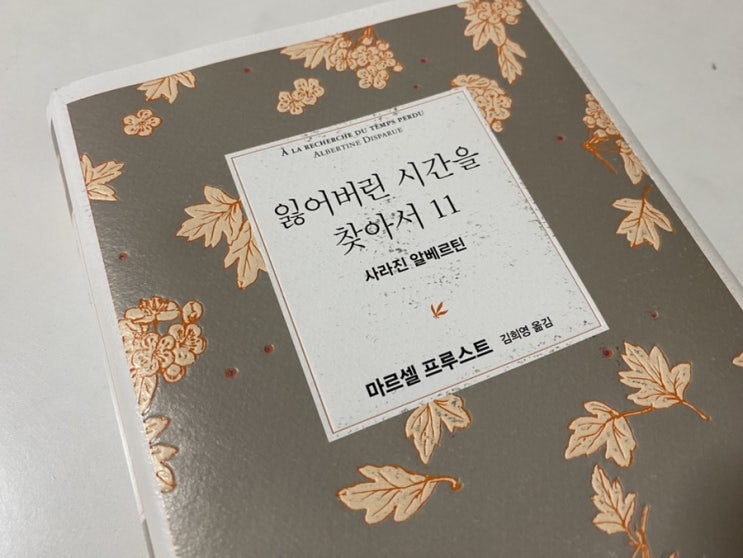 À LA RECHERCHE DU TEMPS PERDU
ALBERTINE DISPARUE
잃어버린 시간을
찾아서 11
사라진 알베르틴
마르셀 프루스트
김희영 옮김